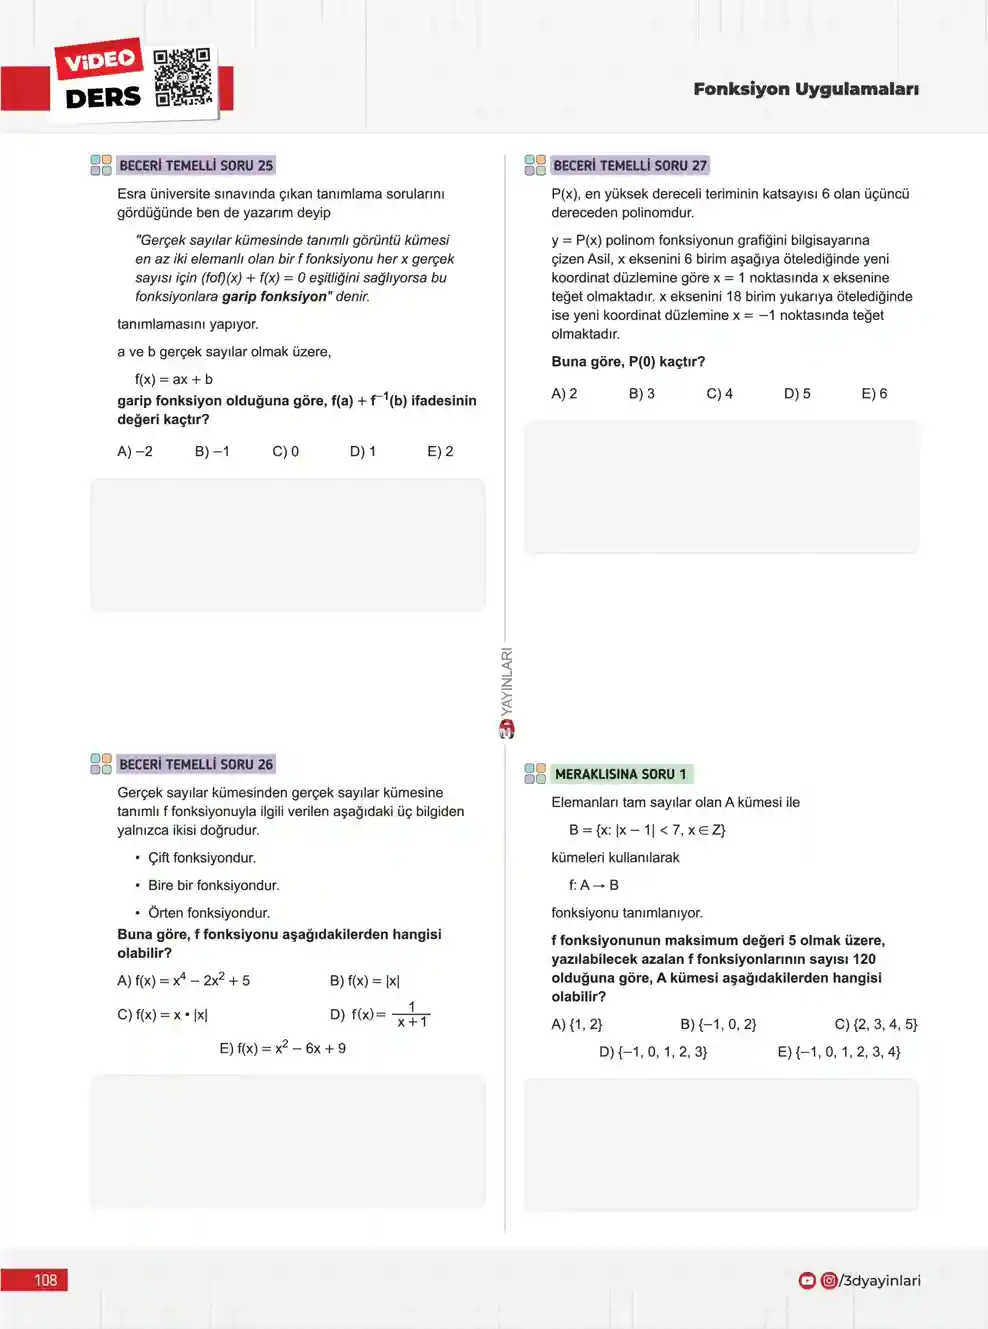 VİDEO
DERS
Fonksiyon Uygulamaları
BECERİ TEMELLİ SORU 25
Esra üniversite sınavında çıkan tanımlama sorularını
gördüğünde ben de yazarım deyip
"Gerçek sayılar kümesinde tanımlı görüntü kümesi
en az iki elemanlı olan bir f fonksiyonu her x gerçek
sayısı için (fof)(x) + f(x) = 0 eşitliğini sağlıyorsa bu
fonksiyonlara garip fonksiyon" denir.
tanımlamasını yapıyor.
a ve b gerçek sayılar olmak üzere,
f(x) = ax + b
garip fonksiyon olduğuna göre, f(a) + f⁻¹(b) ifadesinin
değeri kaçtır?
A) −2 B) −1 C) 0 D) 1 E) 2
BECERİ TEMELLİ SORU 26
Gerçek sayılar kümesinden gerçek sayılar kümesine
tanımlı f fonksiyonuyla ilgili verilen aşağıdaki üç bilgiden
yalnızca ikisi doğrudur.
• Çift fonksiyondur.
• Bire bir fonksiyondur.
• Örten fonksiyondur.
Buna göre, f fonksiyonu aşağıdakilerden hangisi
olabilir?
A) f(x) = x⁴ − 2x² + 5 B) f(x) = |x|
C) f(x) = x • |x| D) f(x) = 1/(x+1)
E) f(x) = x² − 6x + 9
BECERİ TEMELLİ SORU 27
P(x), en yüksek dereceli teriminin katsayısı 6 olan üçüncü
dereceden polinomdur.
y = P(x) polinom fonksiyonun grafiğini bilgisayarına
çizen Asil, x eksenini 6 birim aşağıya ötelediğinde yeni
koordinat düzlemine göre x = 1 noktasında x eksenine
teğet olmaktadır. x eksenini 18 birim yukarıya ötelediğinde
ise yeni koordinat düzlemine x = −1 noktasında teğet
olmaktadır.
Buna göre, P(0) kaçtır?
A) 2 B) 3 C) 4 D) 5 E) 6
MERAKLISINA SORU 1
Elemanları tam sayılar olan A kümesi ile
B = {x: |x − 1| < 7, x ∈ Z}
kümeleri kullanılarak
f: A → B
fonksiyonu tanımlanıyor.
f fonksiyonunun maksimum değeri 5 olmak üzere,
yazılabilecek azalan f fonksiyonlarının sayısı 120
olduğuna göre, A kümesi aşağıdakilerden hangisi
olabilir?
A) {1, 2} B) {−1, 0, 2} C) {2, 3, 4, 5}
D) {−1, 0, 1, 2, 3} E) {−1, 0, 1, 2, 3, 4}
3D YAYINLARI
108
/3dyayinlari